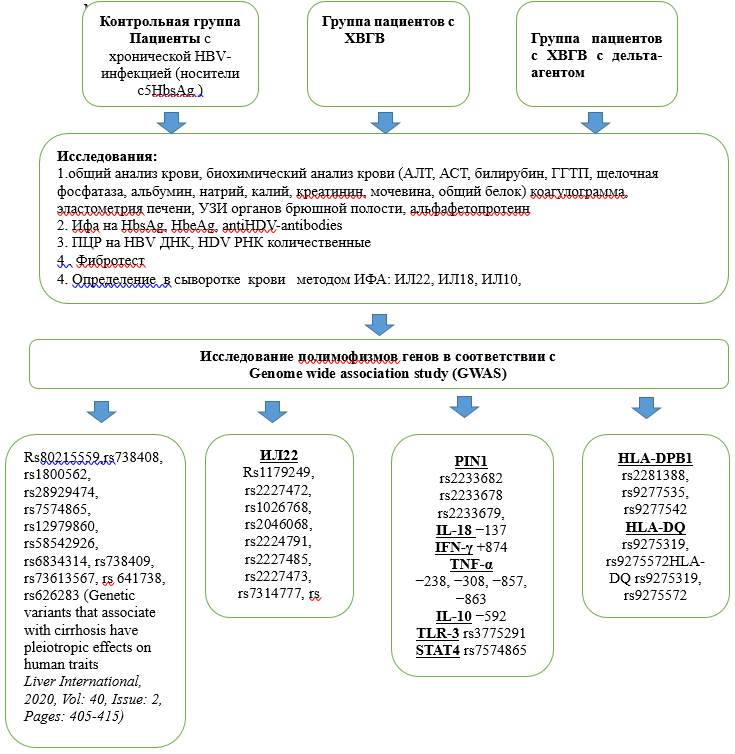 Контрольная группа
Пациенты с
хронической HBV-
инфекцией (носители
с5HbsAg )
Группа пациентов с
ХВГВ
Группа пациентов
с ХВГВ с дельта-
агентом
Исследования:
1.общий анализ крови, биохимический анализ крови (АЛТ, АСТ, билирубин, ГГТП, щелочная
фосфатаза, альбумин, натрий, калий, креатинин, мочевина, общий белок) коагулограмма,
эластометрия печени, УЗИ органов брюшной полости, альфафетопротеин
2. Ифа на HbsAg, HbeAg, antiHDV-antibodies
3. ПЦР на HBV ДНК, HDV РНК количественные
4 . Фибротест
4. Определение в сыворотке крови методом ИФА: ИЛ22, ИЛ18, ИЛ10,
Исследование полимофизмов генов в соответствии с
Genome wide association study (GWAS)
Rs80215559,rs738408,
rs1800562,
rs28929474,
rs7574865,
rs12979860,
rs58542926,
rs6834314, rs738409,
rs73613567, rs 641738,
rs626283 (Genetic
variants that associate
with cirrhosis have
pleiotropic effects on
human traits
Liver International,
2020, Vol: 40, Issue: 2,
Pages: 405-415)
ИЛ22
Rs1179249,
rs2227472,
rs1026768,
rs2046068,
rs2224791,
rs2227485,
rs2227473,
rs7314777, rs
PIN1
rs2233682
rs2233678
rs2233679,
IL-18 −137
IFN-γ +874
TNF-α
−238, −308, −857,
−863
IL-10 −592
TLR-3 rs3775291
STAT4 rs7574865
HLA-DPB1
rs2281388,
rs9277535,
rs9277542
HLA-DQ
rs9275319,
rs9275572HLA-
DQ rs9275319,
rs9275572